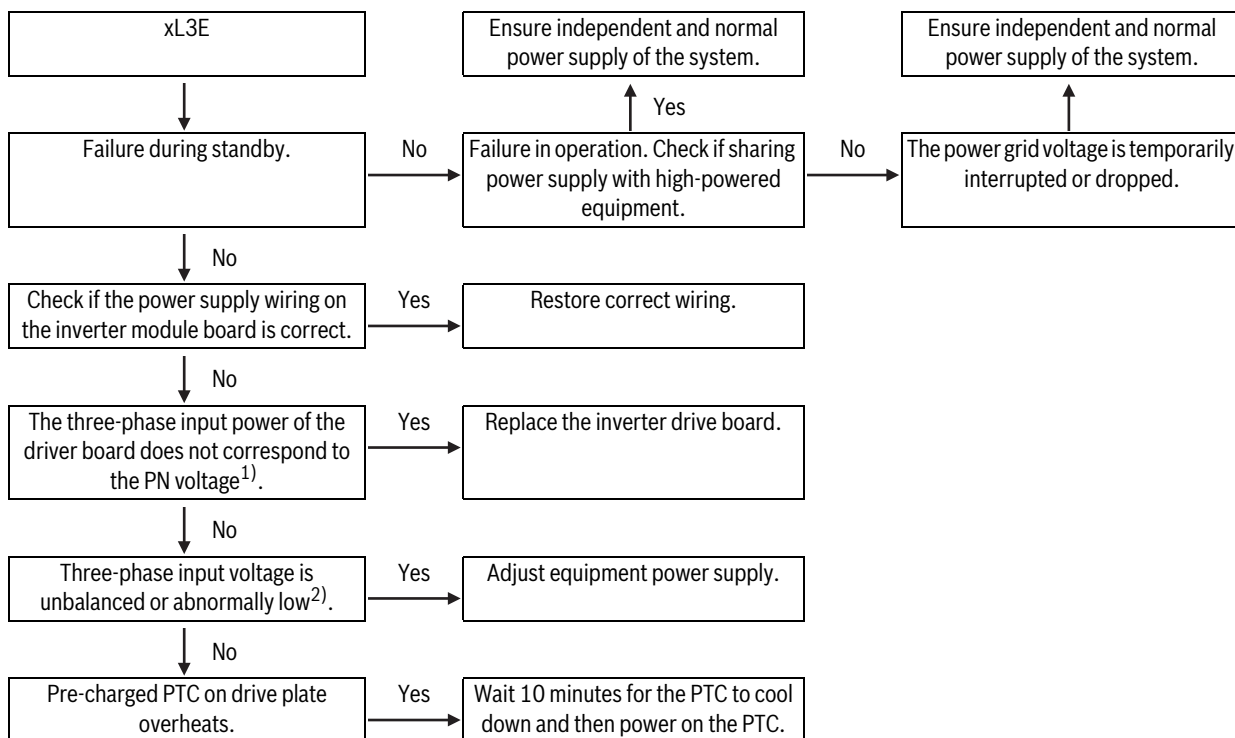 xL3E
Ensure independent and normal
power supply of the system.
Ensure independent and normal
power supply of the system.
Yes
Failure during standby.
No
Failure in operation. Check if sharing
power supply with high-powered
equipment.
No
The power grid voltage is temporarily
interrupted or dropped.
No
Check if the power supply wiring on
the inverter module board is correct.
Yes
Restore correct wiring.
No
The three-phase input power of the
driver board does not correspond to
the PN voltage1).
Yes
Replace the inverter drive board.
No
Three-phase input voltage is
unbalanced or abnormally low2).
Yes
Adjust equipment power supply.
No
Pre-charged PTC on drive plate
overheats.
Yes
Wait 10 minutes for the PTC to cool
down and then power on the PTC.